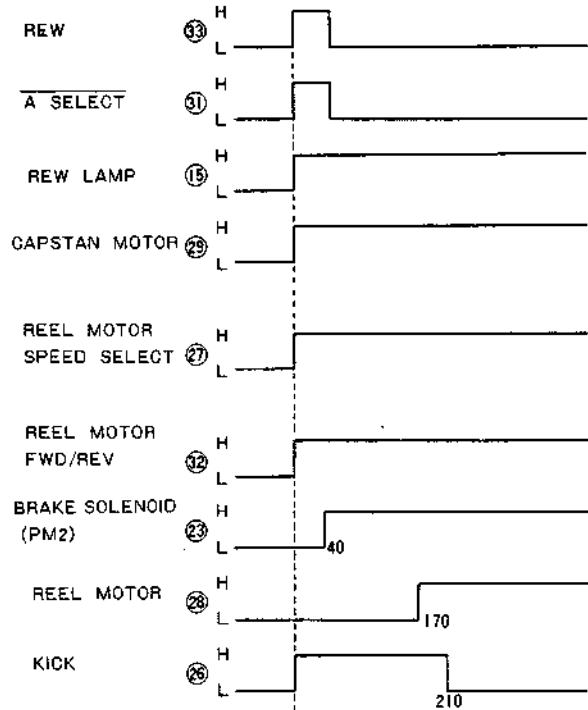 REW ㉝ H
L
A SELECT ㉛ H
L
REW LAMP ⑮ H
L
CAPSTAN MOTOR ㉙ H
L
REEL MOTOR
SPEED SELECT ㉗ H
L
REEL MOTOR
FWD/REV ㉜ H
L
BRAKE SOLENOID
(PM2) ㉓ H
L 40
REEL MOTOR ㉘ H
L 170
KICK ㉖ H
L 210